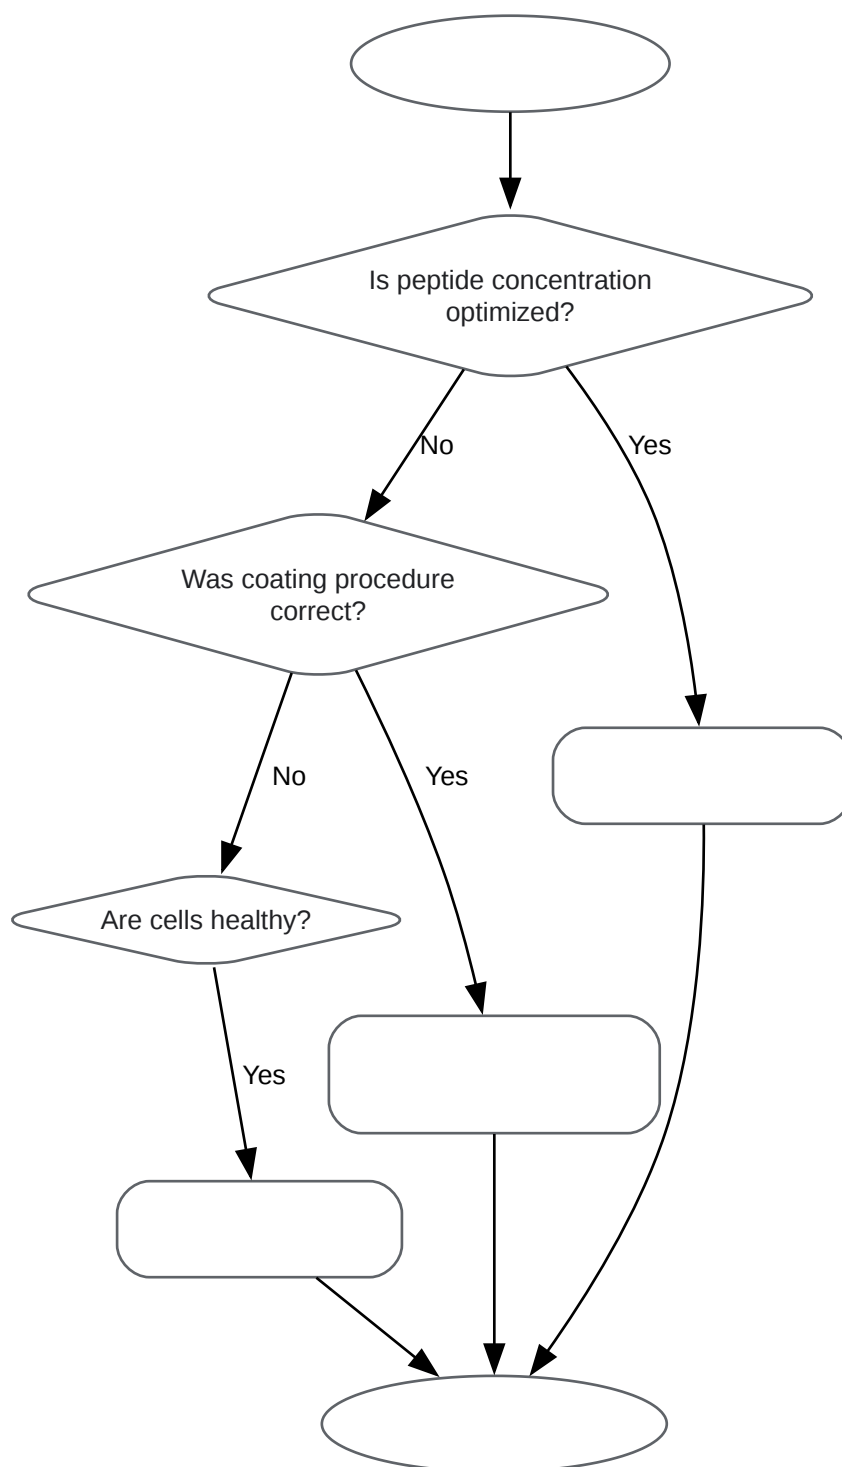 Is peptide concentration
optimized?
No
Yes
Was coating procedure
correct?
No
Yes
Are cells healthy?
Yes